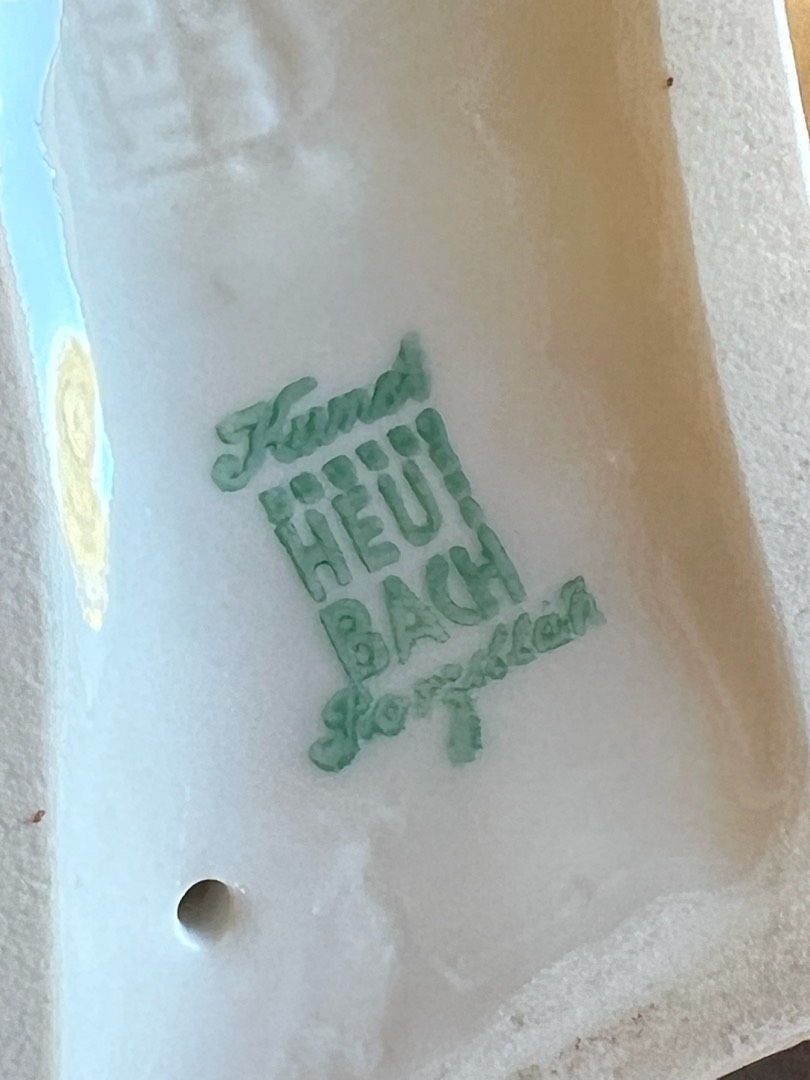 Kunst
HEU
BACH
Porzellan